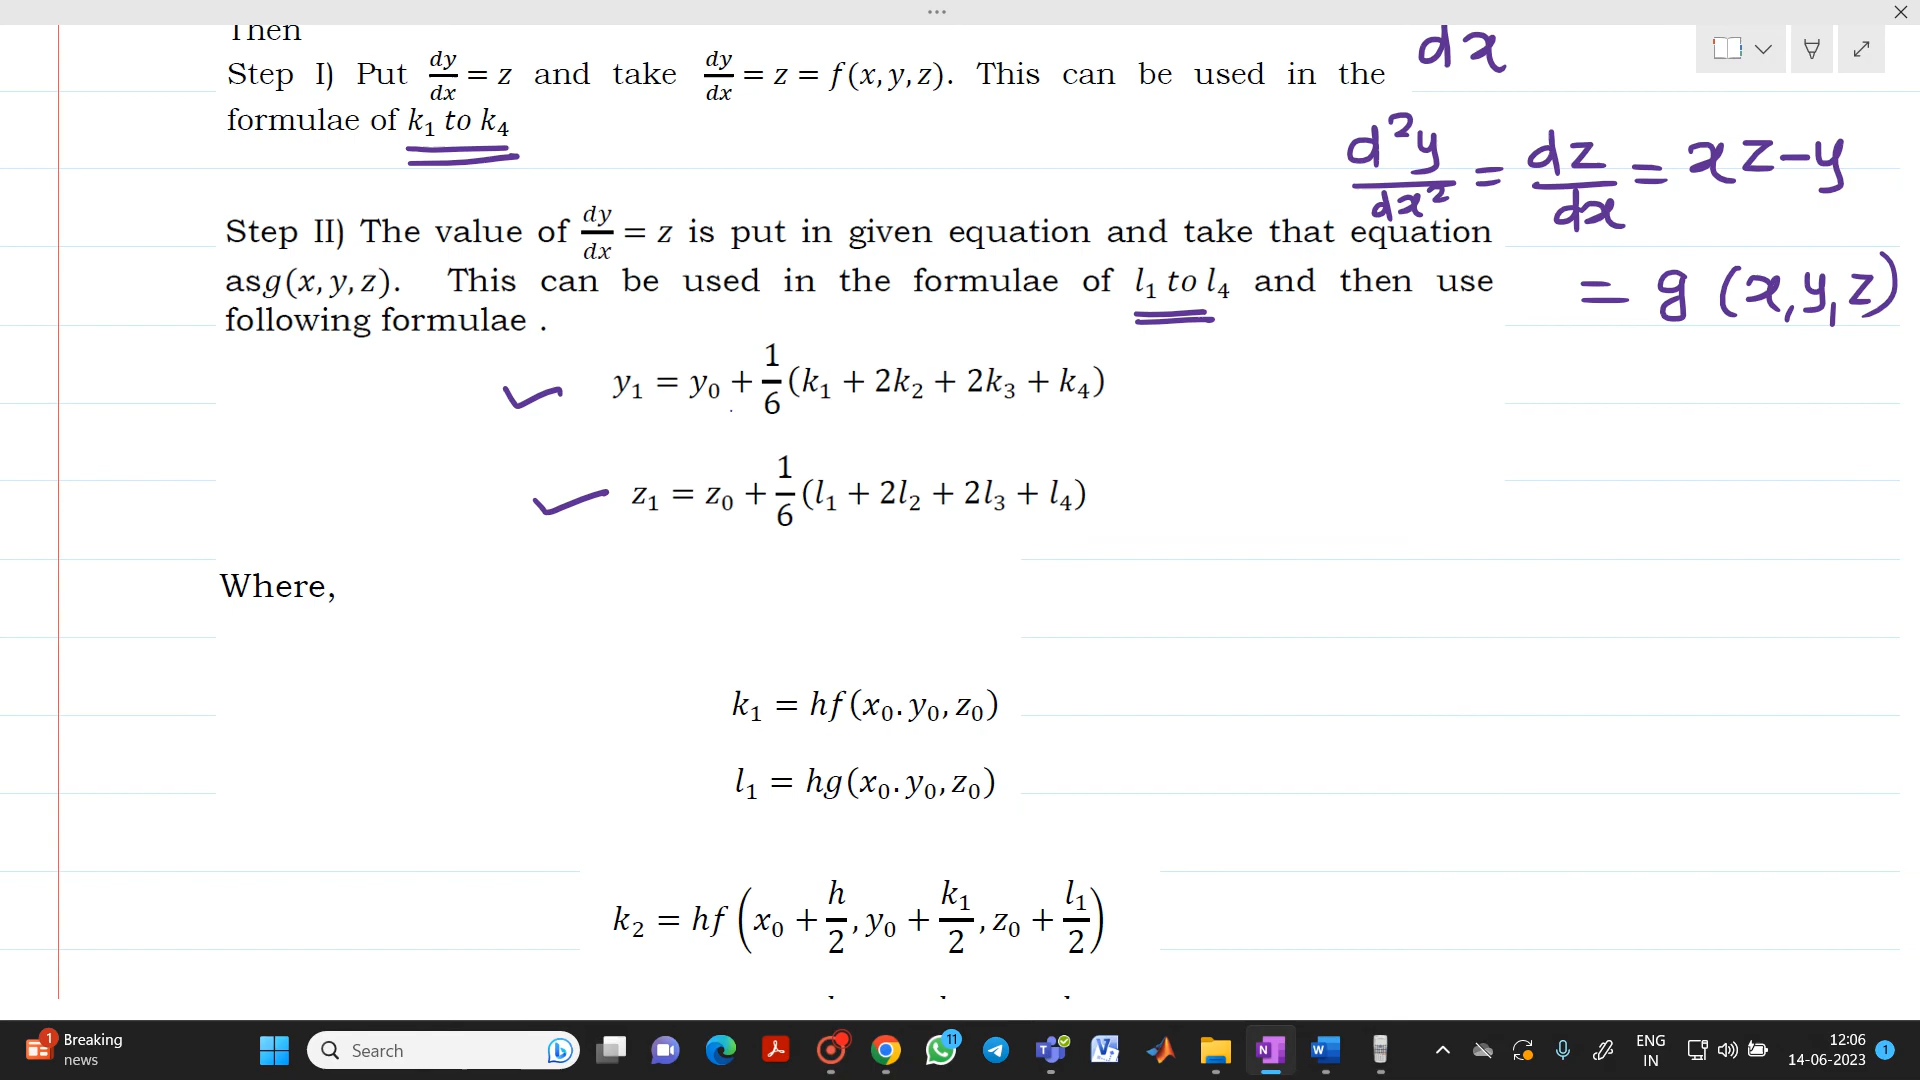 Then
Step I) Put dy/dx = z and take dy/dx = z = f(x, y, z). This can be used in the
formulae of k₁ to k₄
Step II) The value of dy/dx = z is put in given equation and take that equation
asg(x, y, z). This can be used in the formulae of l₁ to l₄ and then use
following formulae .
y₁ = y₀ + 1/6 (k₁ + 2k₂ + 2k₃ + k₄)
z₁ = z₀ + 1/6 (l₁ + 2l₂ + 2l₃ + l₄)
Where,
k₁ = hf(x₀. y₀, z₀)
l₁ = hg(x₀. y₀, z₀)
k₂ = hf(x₀ + h/2, y₀ + k₁/2, z₀ + l₁/2)
dx
d²y/dx² = dz/dx = xz-y
= g (x,y,z)
1
Breaking
news
Search
11
ENG
IN
12:06
14-06-2023
1